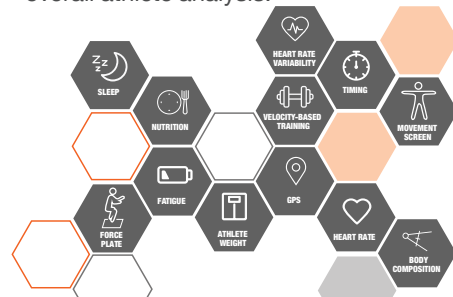 overall athlete analysis.
HEART RATE
VARIABILITY
zzz
SLEEP
TIMING
NUTRITION
VELOCITY-BASED
TRAINING
MOVEMENT
SCREEN
FATIGUE
GPS
FORCE
PLATE
ATHLETE
WEIGHT
HEART RATE
BODY
COMPOSITION